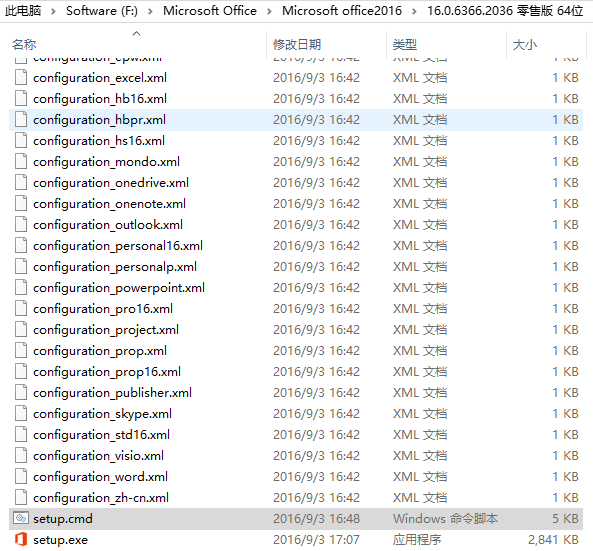 此电脑 > Software (F:) > Microsoft Office > Microsoft office2016 > 16.0.6366.2036 零售版 64位
名称 修改日期 类型 大小
configuration_cpw.xml 2016/9/3 16:42 XML 文档 1 KB
configuration_excel.xml 2016/9/3 16:42 XML 文档 1 KB
configuration_hb16.xml 2016/9/3 16:42 XML 文档 1 KB
configuration_hbpr.xml 2016/9/3 16:42 XML 文档 1 KB
configuration_hs16.xml 2016/9/3 16:42 XML 文档 1 KB
configuration_mondo.xml 2016/9/3 16:42 XML 文档 1 KB
configuration_onedrive.xml 2016/9/3 16:42 XML 文档 1 KB
configuration_onenote.xml 2016/9/3 16:42 XML 文档 1 KB
configuration_outlook.xml 2016/9/3 16:42 XML 文档 1 KB
configuration_personal16.xml 2016/9/3 16:42 XML 文档 1 KB
configuration_personalp.xml 2016/9/3 16:42 XML 文档 1 KB
configuration_powerpoint.xml 2016/9/3 16:42 XML 文档 1 KB
configuration_pro16.xml 2016/9/3 16:42 XML 文档 1 KB
configuration_project.xml 2016/9/3 16:42 XML 文档 1 KB
configuration_prop.xml 2016/9/3 16:42 XML 文档 1 KB
configuration_prop16.xml 2016/9/3 16:42 XML 文档 1 KB
configuration_publisher.xml 2016/9/3 16:42 XML 文档 1 KB
configuration_skype.xml 2016/9/3 16:42 XML 文档 1 KB
configuration_std16.xml 2016/9/3 16:42 XML 文档 1 KB
configuration_visio.xml 2016/9/3 16:42 XML 文档 1 KB
configuration_word.xml 2016/9/3 16:42 XML 文档 1 KB
configuration_zh-cn.xml 2016/9/3 16:42 XML 文档 1 KB
setup.cmd 2016/9/3 16:48 Windows 命令脚本 5 KB
setup.exe 2016/9/3 17:07 应用程序 2,841 KB